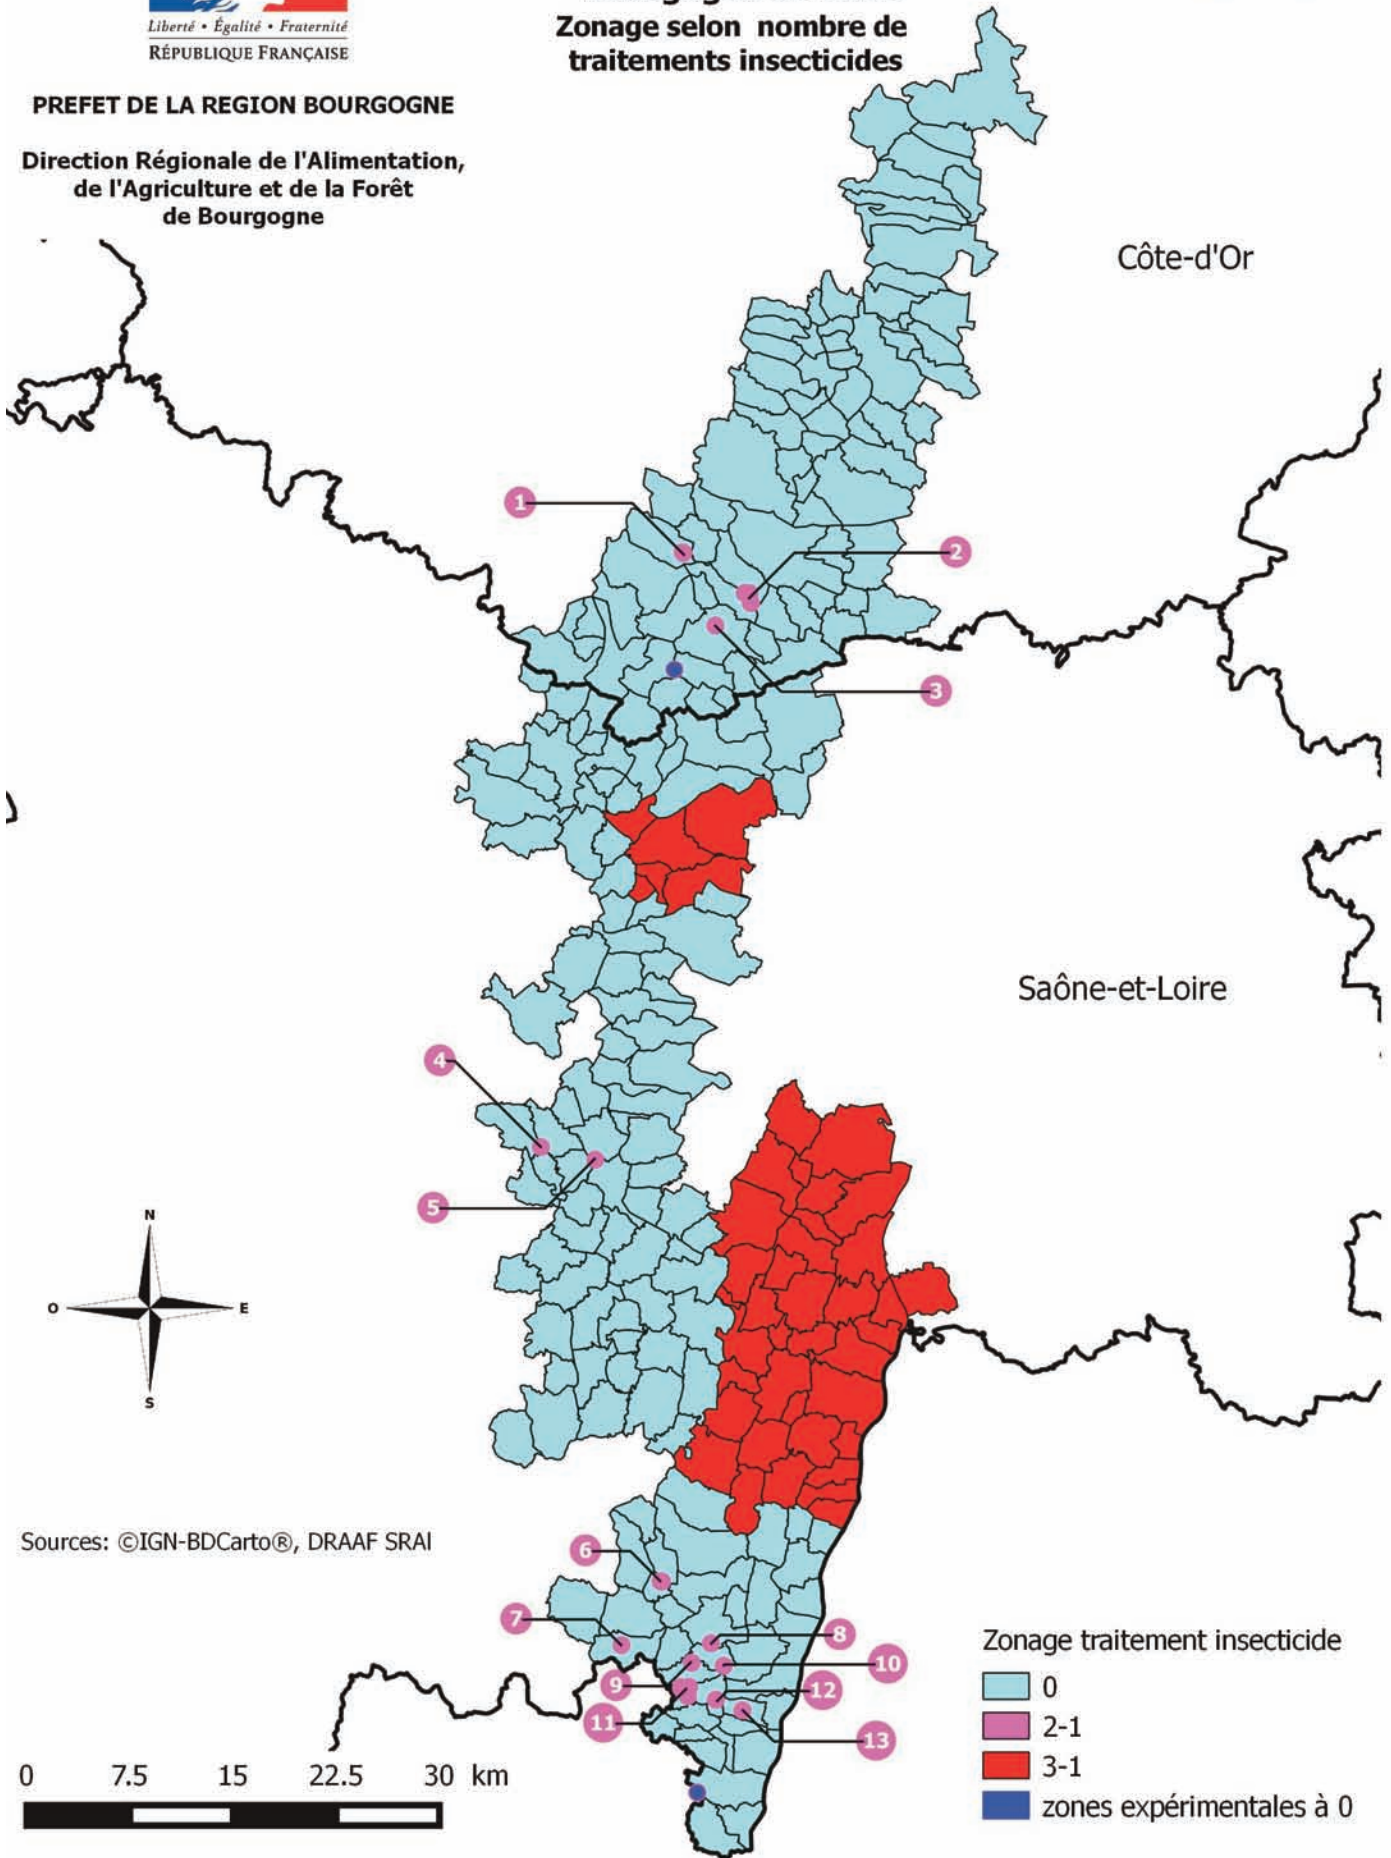 Liberté • Égalité • Fraternité
RÉPUBLIQUE FRANÇAISE
PREFET DE LA REGION BOURGOGNE
Direction Régionale de l'Alimentation,
de l'Agriculture et de la Forêt
de Bourgogne
Zonage selon nombre de
traitements insecticides
Côte-d'Or
1
2
3
Saône-et-Loire
4
5
N
O
E
S
Sources: ©IGN-BDCarto®, DRAAF SRAl
6
7
8
9
10
11
12
13
Zonage traitement insecticide
0
2-1
3-1
zones expérimentales à 0
0 7.5 15 22.5 30 km